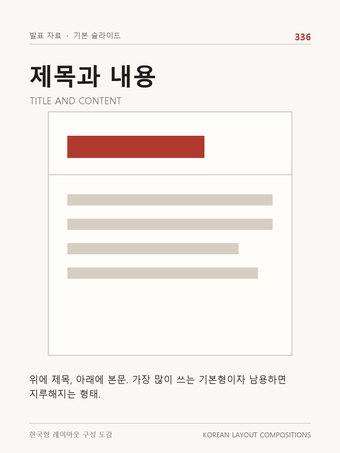 발표 자료 · 기본 슬라이드
336
제목과 내용
TITLE AND CONTENT
위에 제목, 아래에 본문. 가장 많이 쓰는 기본형이자 남용하면
지루해지는 형태.
한국형 레이아웃 구성 도감
KOREAN LAYOUT COMPOSITIONS